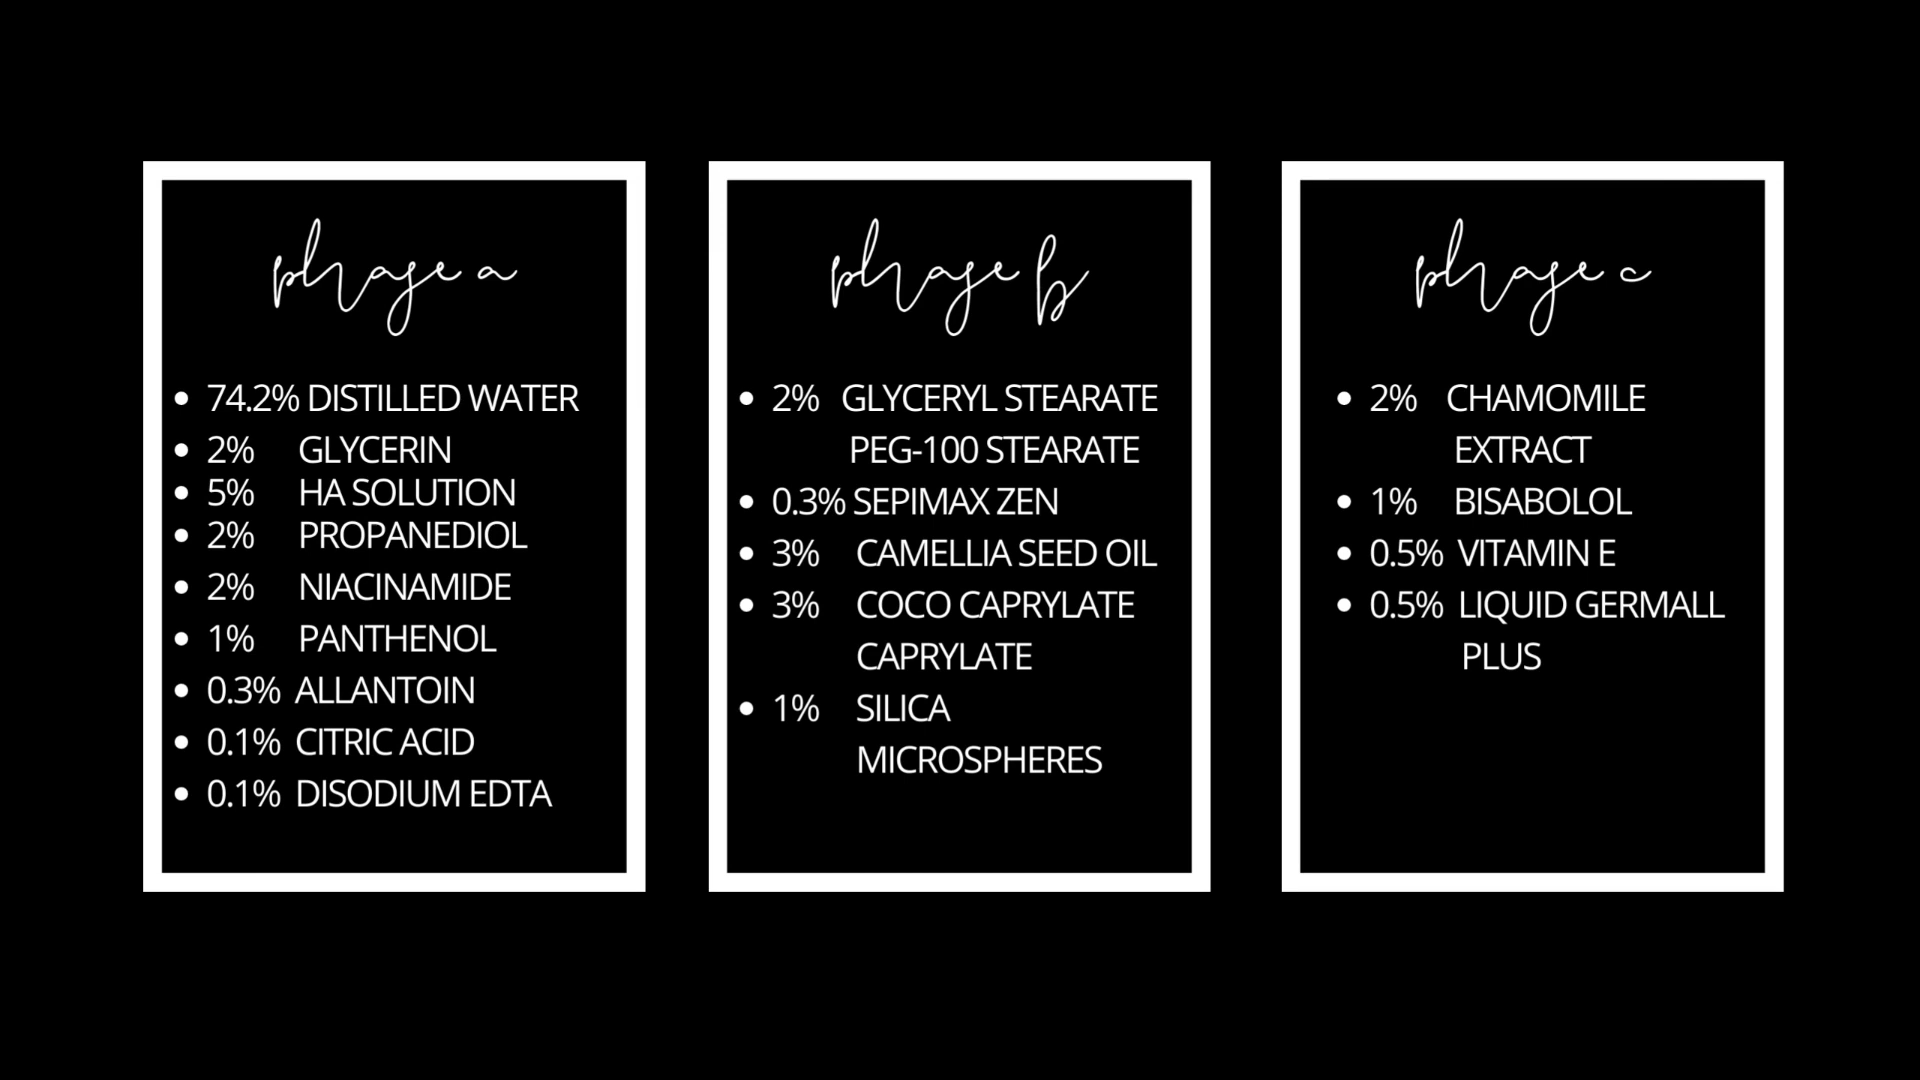 phase a
• 74.2% DISTILLED WATER
• 2% GLYCERIN
• 5% HA SOLUTION
• 2% PROPANEDIOL
• 2% NIACINAMIDE
• 1% PANTHENOL
• 0.3% ALLANTOIN
• 0.1% CITRIC ACID
• 0.1% DISODIUM EDTA
phase b
• 2% GLYCERYL STEARATE
PEG-100 STEARATE
• 0.3% SEPIMAX ZEN
• 3% CAMELLIA SEED OIL
• 3% COCO CAPRYLATE
CAPRYLATE
• 1% SILICA
MICROSPHERES
phase c
• 2% CHAMOMILE
EXTRACT
• 1% BISABOLOL
• 0.5% VITAMIN E
• 0.5% LIQUID GERMALL
PLUS